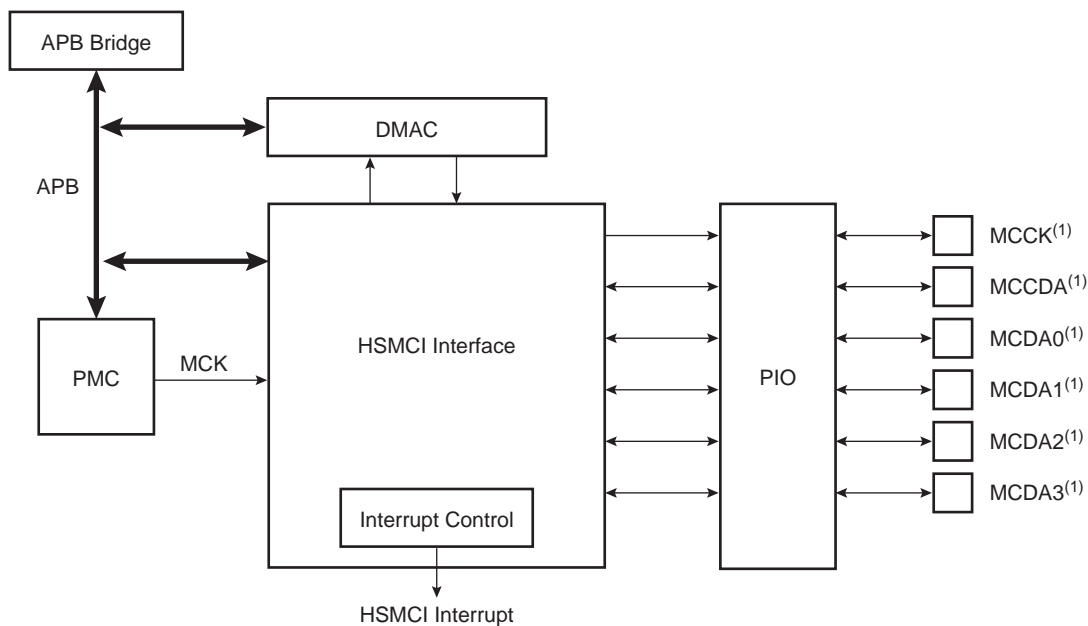 APB Bridge
DMAC
APB
MCCK(1)
MCCDA(1)
HSMCI Interface
MCDA0(1)
PMC
MCK
PIO
MCDA1(1)
MCDA2(1)
MCDA3(1)
Interrupt Control
HSMCI Interrupt